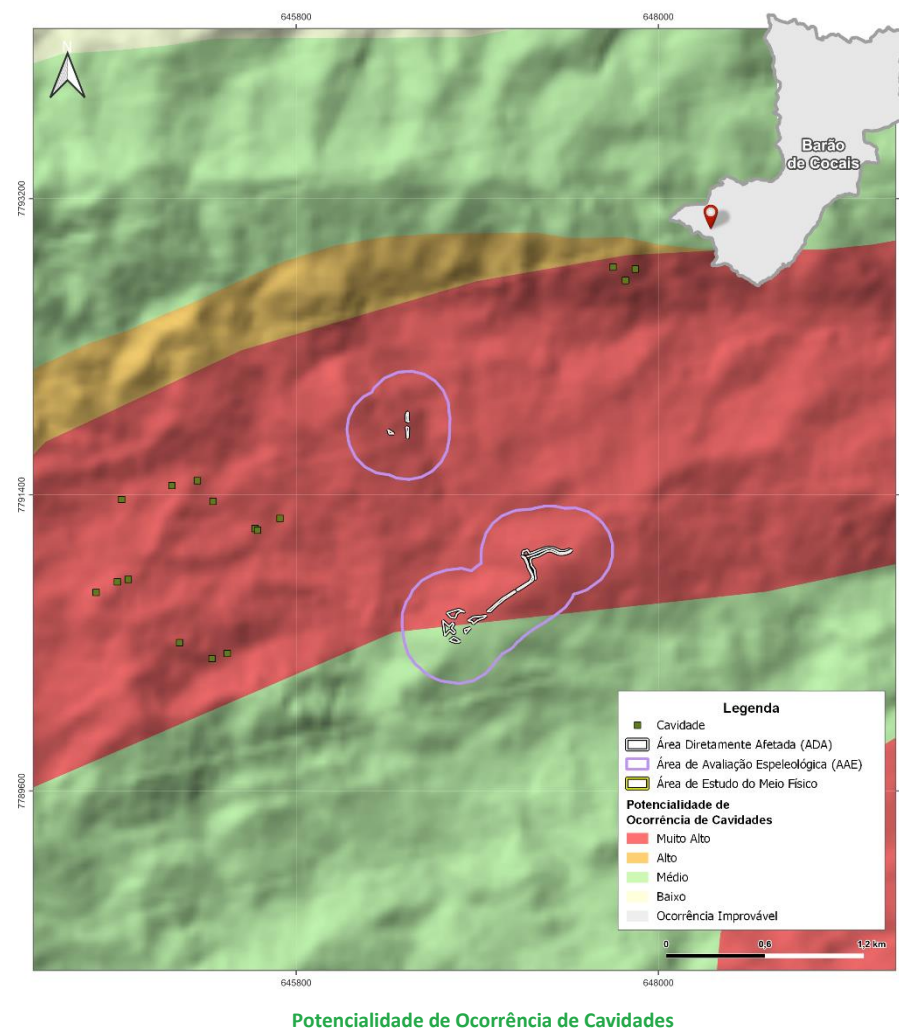 645800
648000
N
Barão
de Cocais
7793200
7791400
7789600
Legenda
Cavidade
Área Diretamente Afetada (ADA)
Área de Avaliação Espeleológica (AAE)
Área de Estudo do Meio Físico
Potencialidade de
Ocorrência de Cavidades
Muito Alto
Alto
Médio
Baixo
Ocorrência Improvável
0
0,6
1,2 km
645800
648000
Potencialidade de Ocorrência de Cavidades